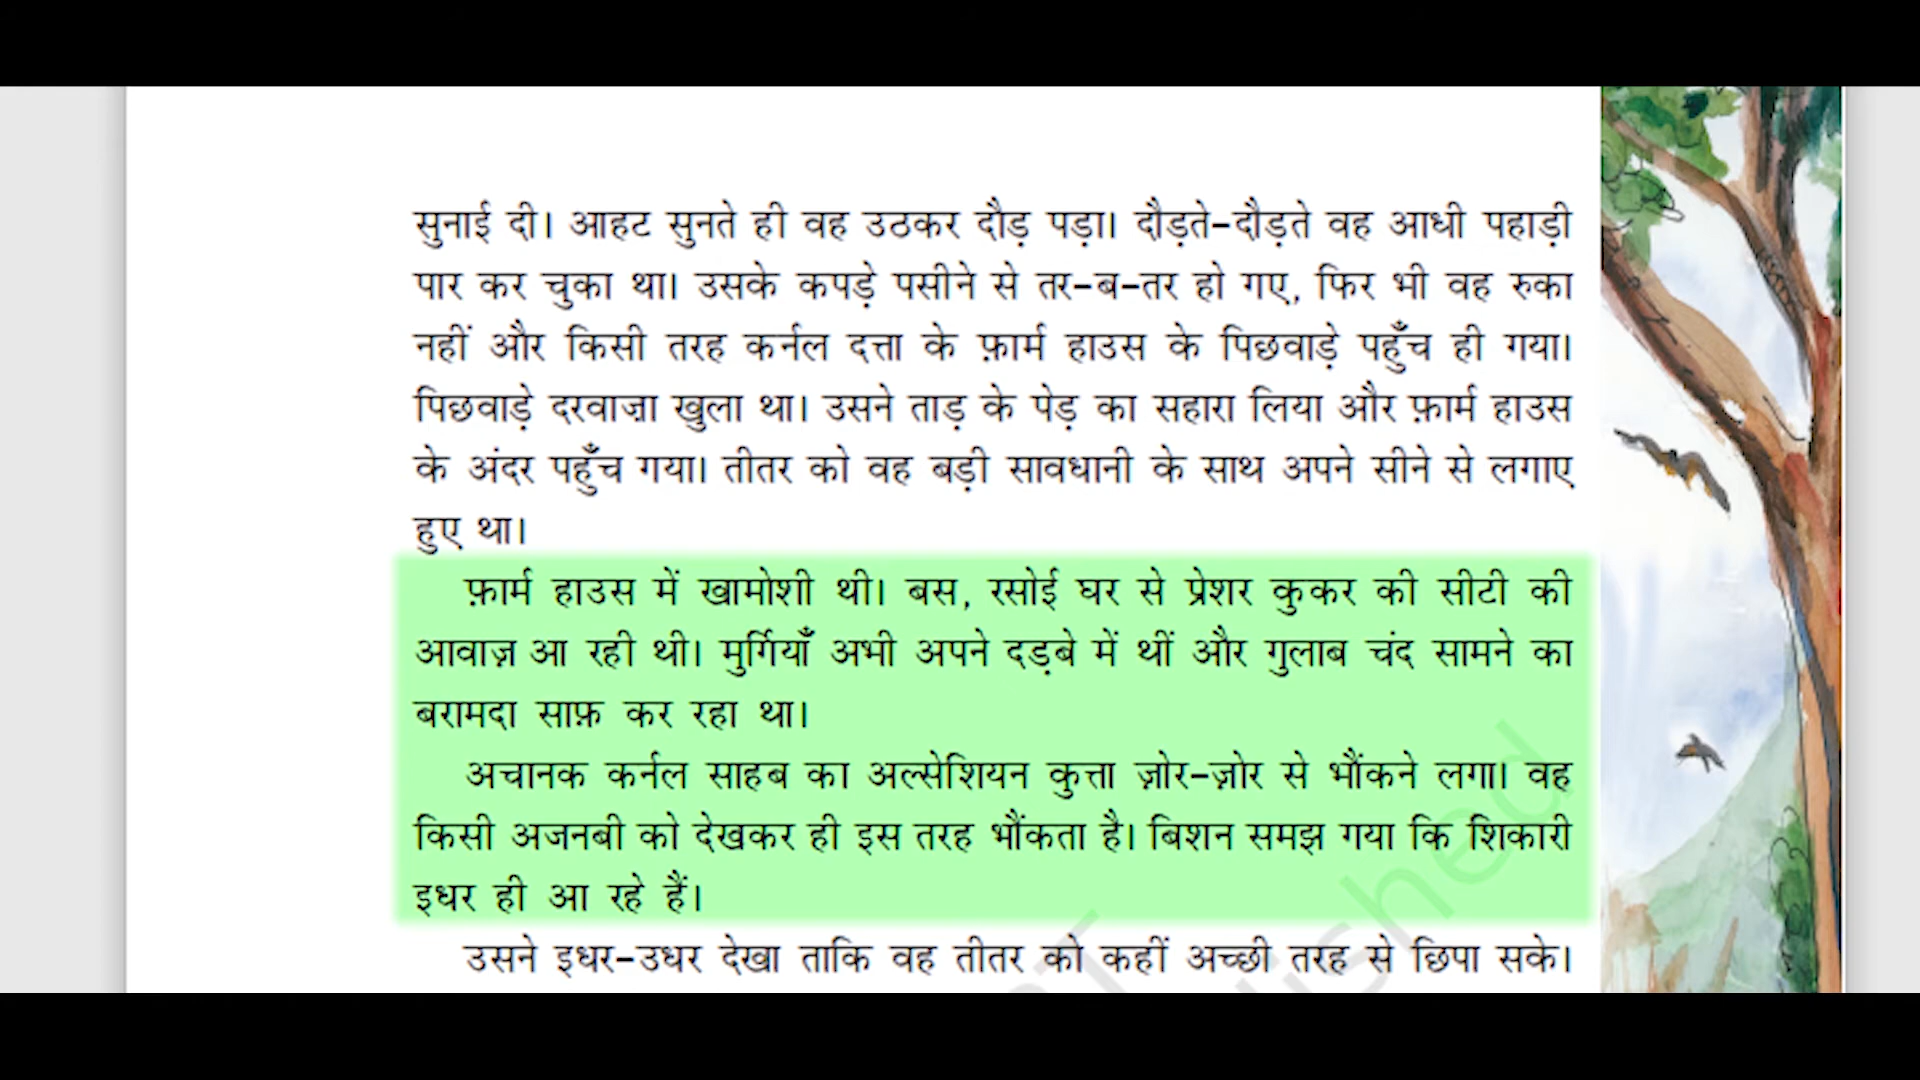 सुनाई दी। आहट सुनते ही वह उठकर दौड़ पड़ा। दौड़ते-दौड़ते वह आधी पहाड़ी
पार कर चुका था। उसके कपड़े पसीने से तर-ब-तर हो गए, फिर भी वह रुका
नहीं और किसी तरह कर्नल दत्ता के फ़ार्म हाउस के पिछवाड़े पहुँच ही गया।
पिछवाड़े दरवाज़ा खुला था। उसने ताड़ के पेड़ का सहारा लिया और फ़ार्म हाउस
के अंदर पहुँच गया। तीतर को वह बड़ी सावधानी के साथ अपने सीने से लगाए
हुए था।
फ़ार्म हाउस में खामोशी थी। बस, रसोई घर से प्रेशर कुकर की सीटी की
आवाज़ आ रही थी। मुर्गियाँ अभी अपने दड़बे में थीं और गुलाब चंद सामने का
बरामदा साफ़ कर रहा था।
अचानक कर्नल साहब का अल्सेशियन कुत्ता ज़ोर-ज़ोर से भौंकने लगा। वह
किसी अजनबी को देखकर ही इस तरह भौंकता है। बिशन समझ गया कि शिकारी
इधर ही आ रहे हैं।
उसने इधर-उधर देखा ताकि वह तीतर को कहीं अच्छी तरह से छिपा सके।